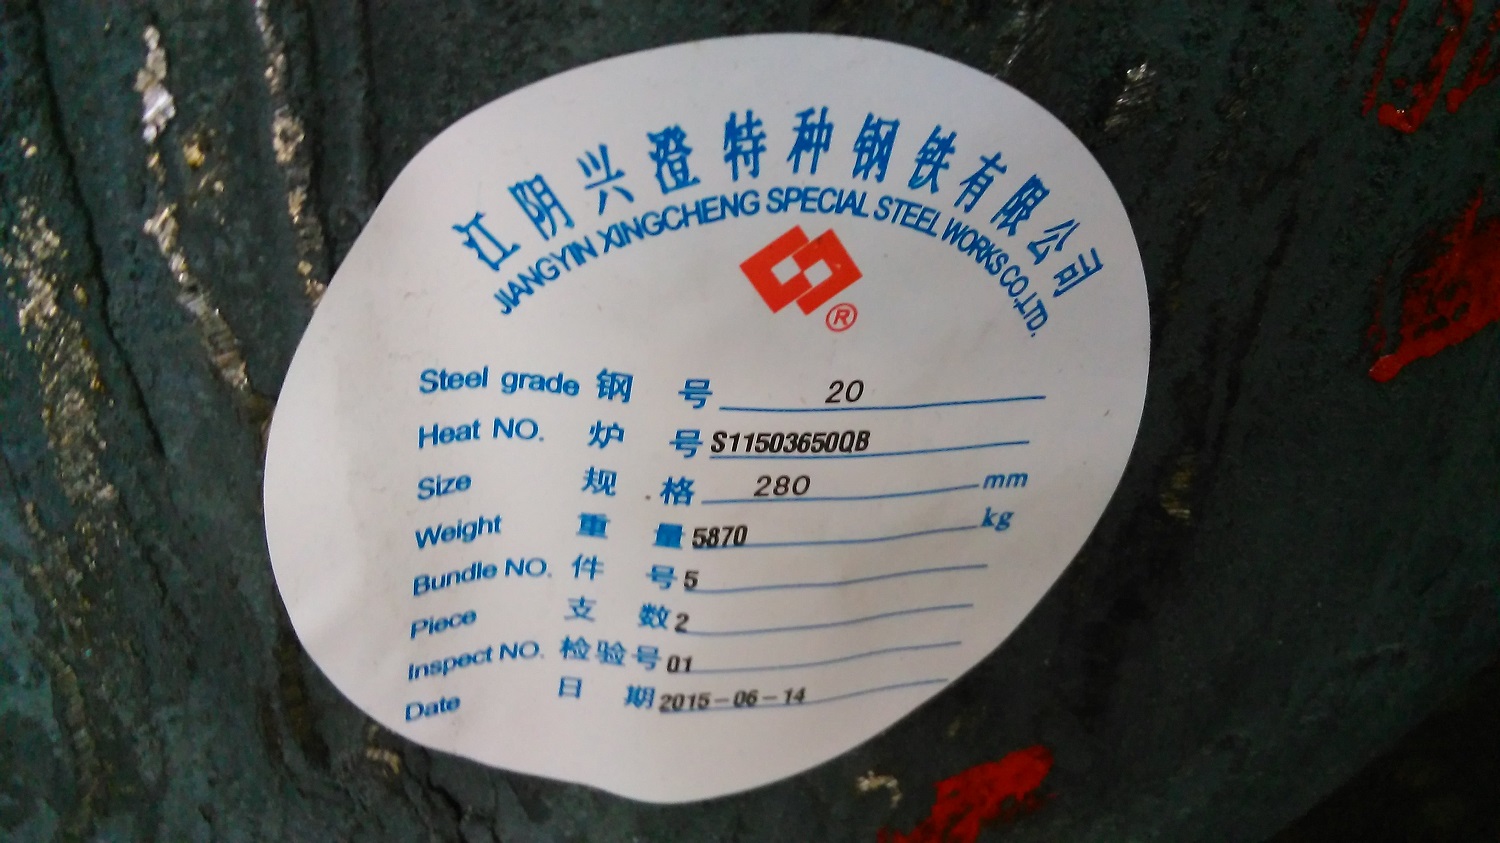 江阴兴澄特种钢铁有限公司
JIANGYIN XINGCHENG SPECIAL STEEL WORKS CO.,LTD.
®
Steel grade 钢 号 20
Heat NO. 炉 号 S11503650QB
Size 规 格 280 mm
Weight 重 量 5870 kg
Bundle NO. 件 号 5
Piece 支 数 2
Inspect NO. 检验号 01
Date 日 期 2015-06-14